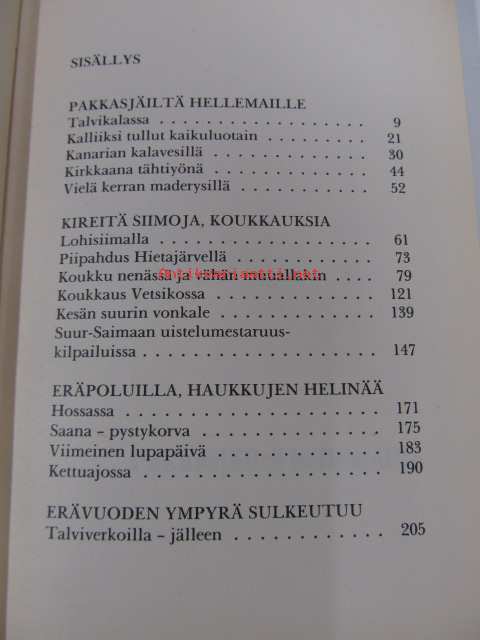 SISÄLLYS
PAKKASJÄILTÄ HELLEMAILLE
Talvikalassa . . . . . . . . . . . . . . . . . . 9
Kalliiksi tullut kaikuluotain . . . . . . . . . 21
Kanarian kalavesillä . . . . . . . . . . . . . 30
Kirkkaana tähtiyönä . . . . . . . . . . . . . 44
Vielä kerran maderysillä . . . . . . . . . . . 52
KIREITÄ SIIMOJA, KOUKKAUKSIA
Lohisiimalla . . . . . . . . . . . . . . . . . . 61
Piipahdus Hietajärvellä . . . . . . . . . . . . 73
Koukku nenässä ja vähän muuallakin . . . . 79
Koukkaus Vetsikossa . . . . . . . . . . . . . 121
Kesän suurin vonkale . . . . . . . . . . . . . 139
Suur-Saimaan uistelumestaruus-
kilpailuissa . . . . . . . . . . . . . . . . . . 147
ERÄPOLUILLA, HAUKKUJEN HELINÄÄ
Hossassa . . . . . . . . . . . . . . . . . . . . 171
Saana – pystykorva . . . . . . . . . . . . . . 175
Viimeinen lupapäivä . . . . . . . . . . . . . 183
Kettuajossa . . . . . . . . . . . . . . . . . . 190
ERÄVUODEN YMPYRÄ SULKEUTUU
Talviverkoilla – jälleen . . . . . . . . . . . . 205